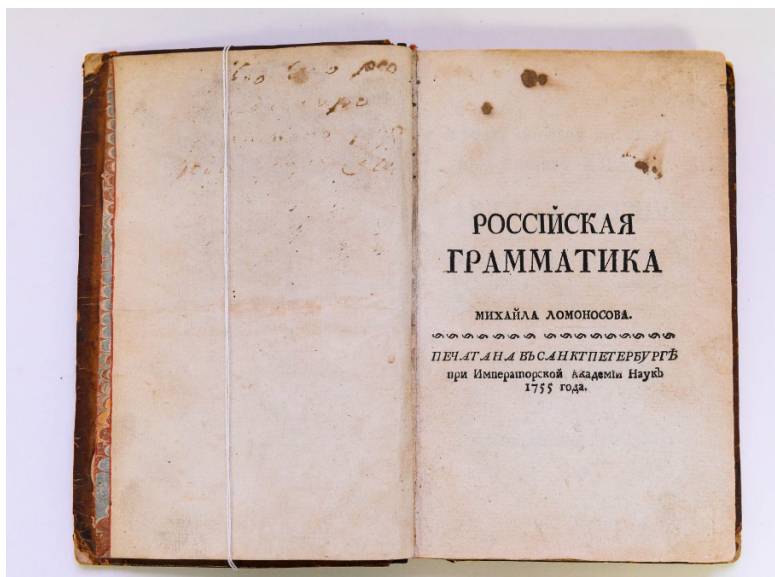 РОССІЙСКАЯ
ГРАММАТИКА
МИХАЙЛА ЛОМОНОСОВА.
ПЕЧАТАНА ВЪ САНКТПЕТЕРБУРГѢ
при Императорской Академіи Наукъ
1755 года.